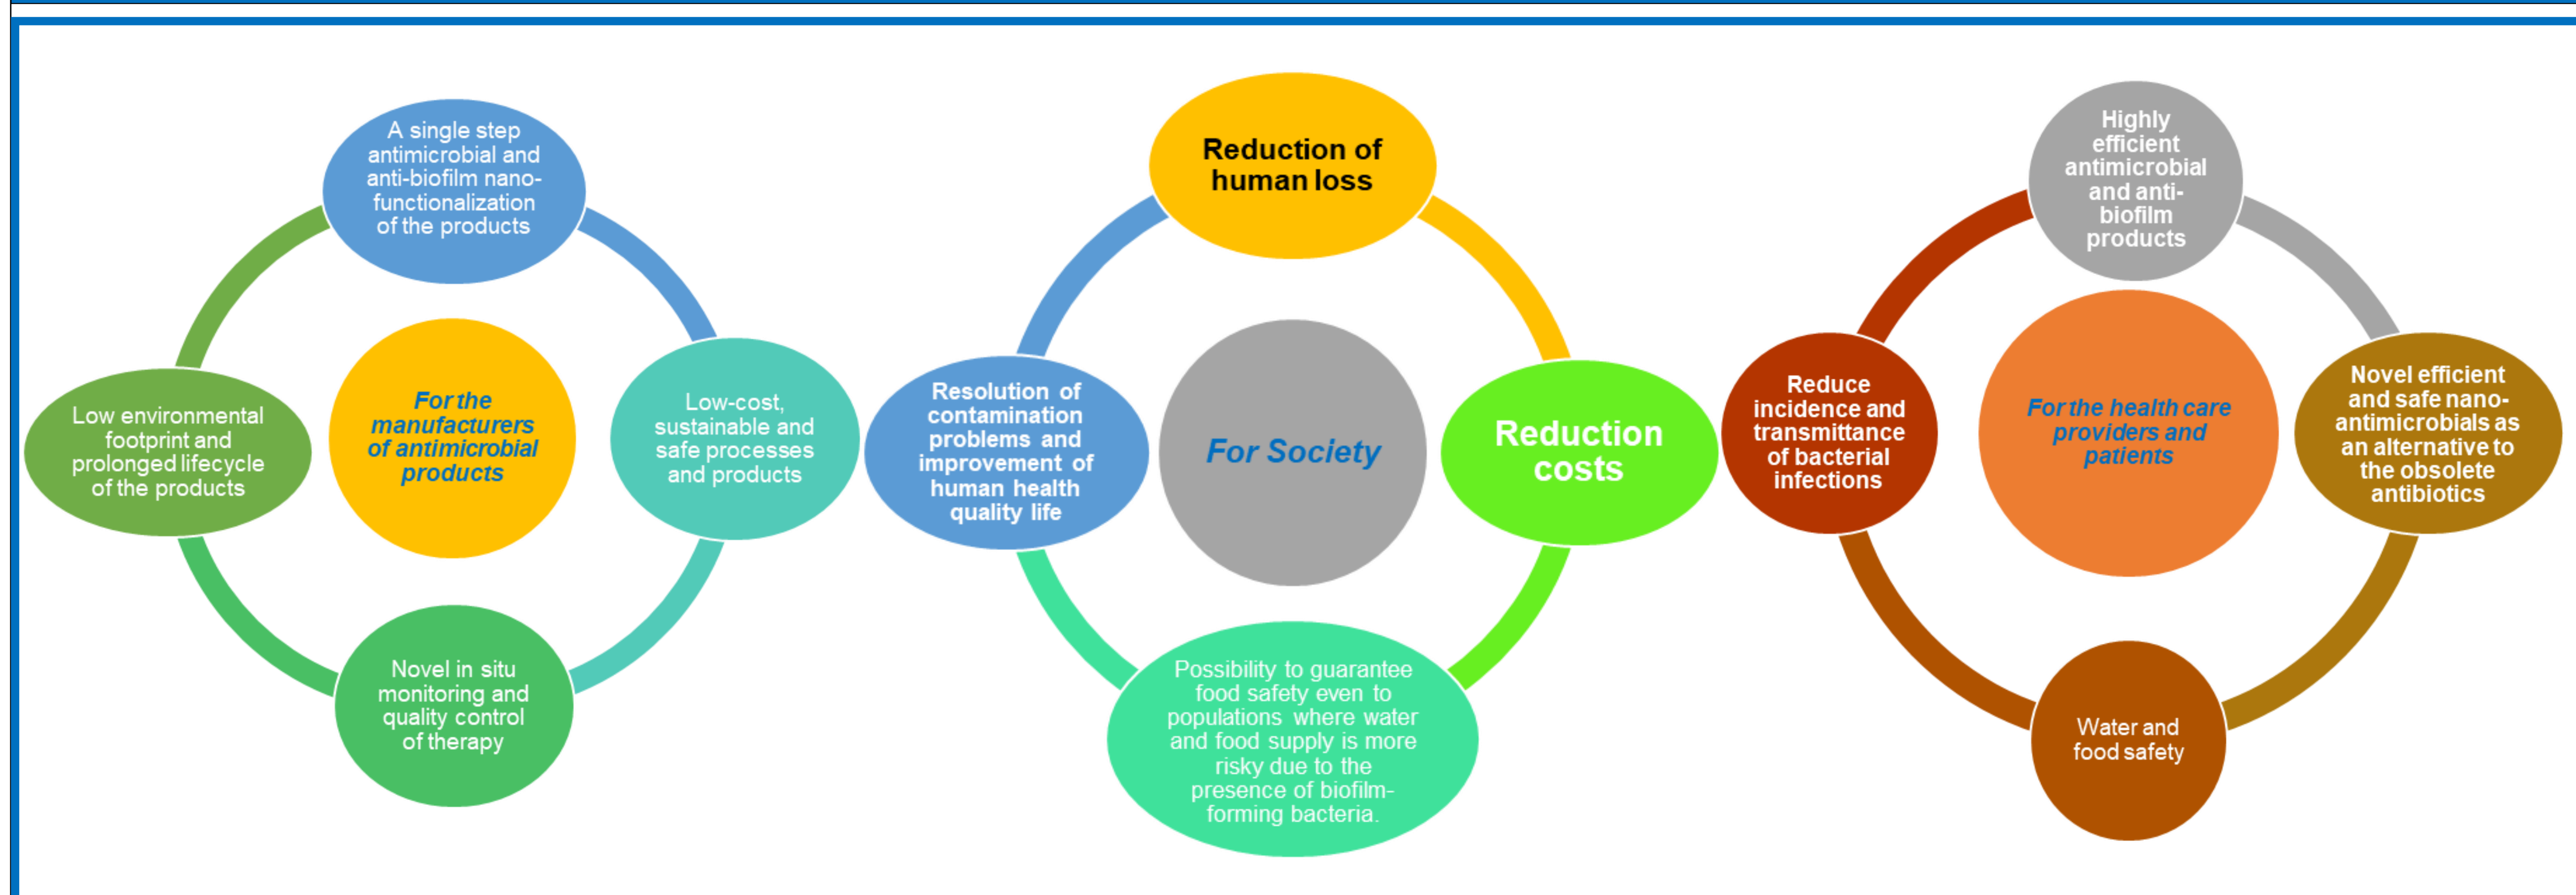 A single step
antimicrobial and
anti-biofilm nano-
functionalization
of the products
Low environmental
footprint and
prolonged lifecycle
of the products
For the
manufacturers
of antimicrobial
products
Low-cost,
sustainable and
safe processes
and products
Novel in situ
monitoring and
quality control
of therapy
Reduction of
human loss
Resolution of
contamination
problems and
improvement of
human health
quality life
For Society
Reduction
costs
Possibility to guarantee
food safety even to
populations where water
and food supply is more
risky due to the
presence of biofilm-
forming bacteria.
Highly
efficient
antimicrobial
and anti-
biofilm
products
Reduce
incidence and
transmittance
of bacterial
infections
For the health care
providers and
patients
Novel efficient
and safe nano-
antimicrobials as
an alternative to
the obsolete
antibiotics
Water and
food safety